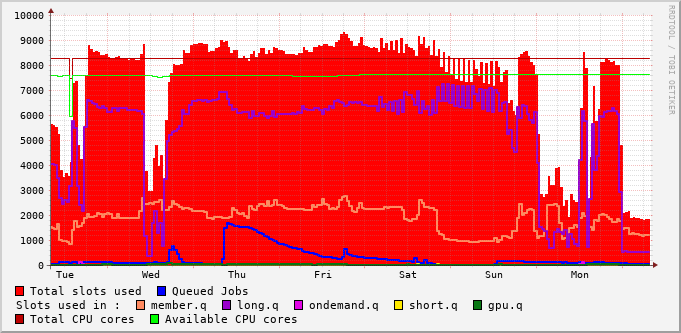 10000
9000
8000
7000
6000
5000
4000
3000
2000
1000
0
Tue Wed Thu Fri Sat Sun Mon
RRDTOOL / TOBI OETIKER
Total slots used Queued Jobs
Slots used in : member.q long.q ondemand.q short.q gpu.q
Total CPU cores Available CPU cores